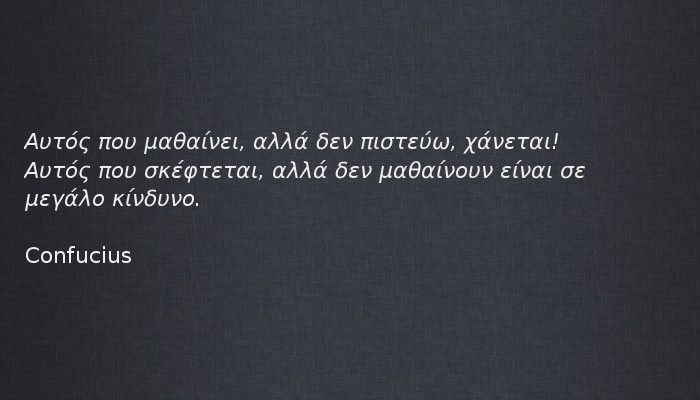 Αυτός που μαθαίνει, αλλά δεν πιστεύω, χάνεται!
Αυτός που σκέφτεται, αλλά δεν μαθαίνουν είναι σε
μεγάλο κίνδυνο.
Confucius